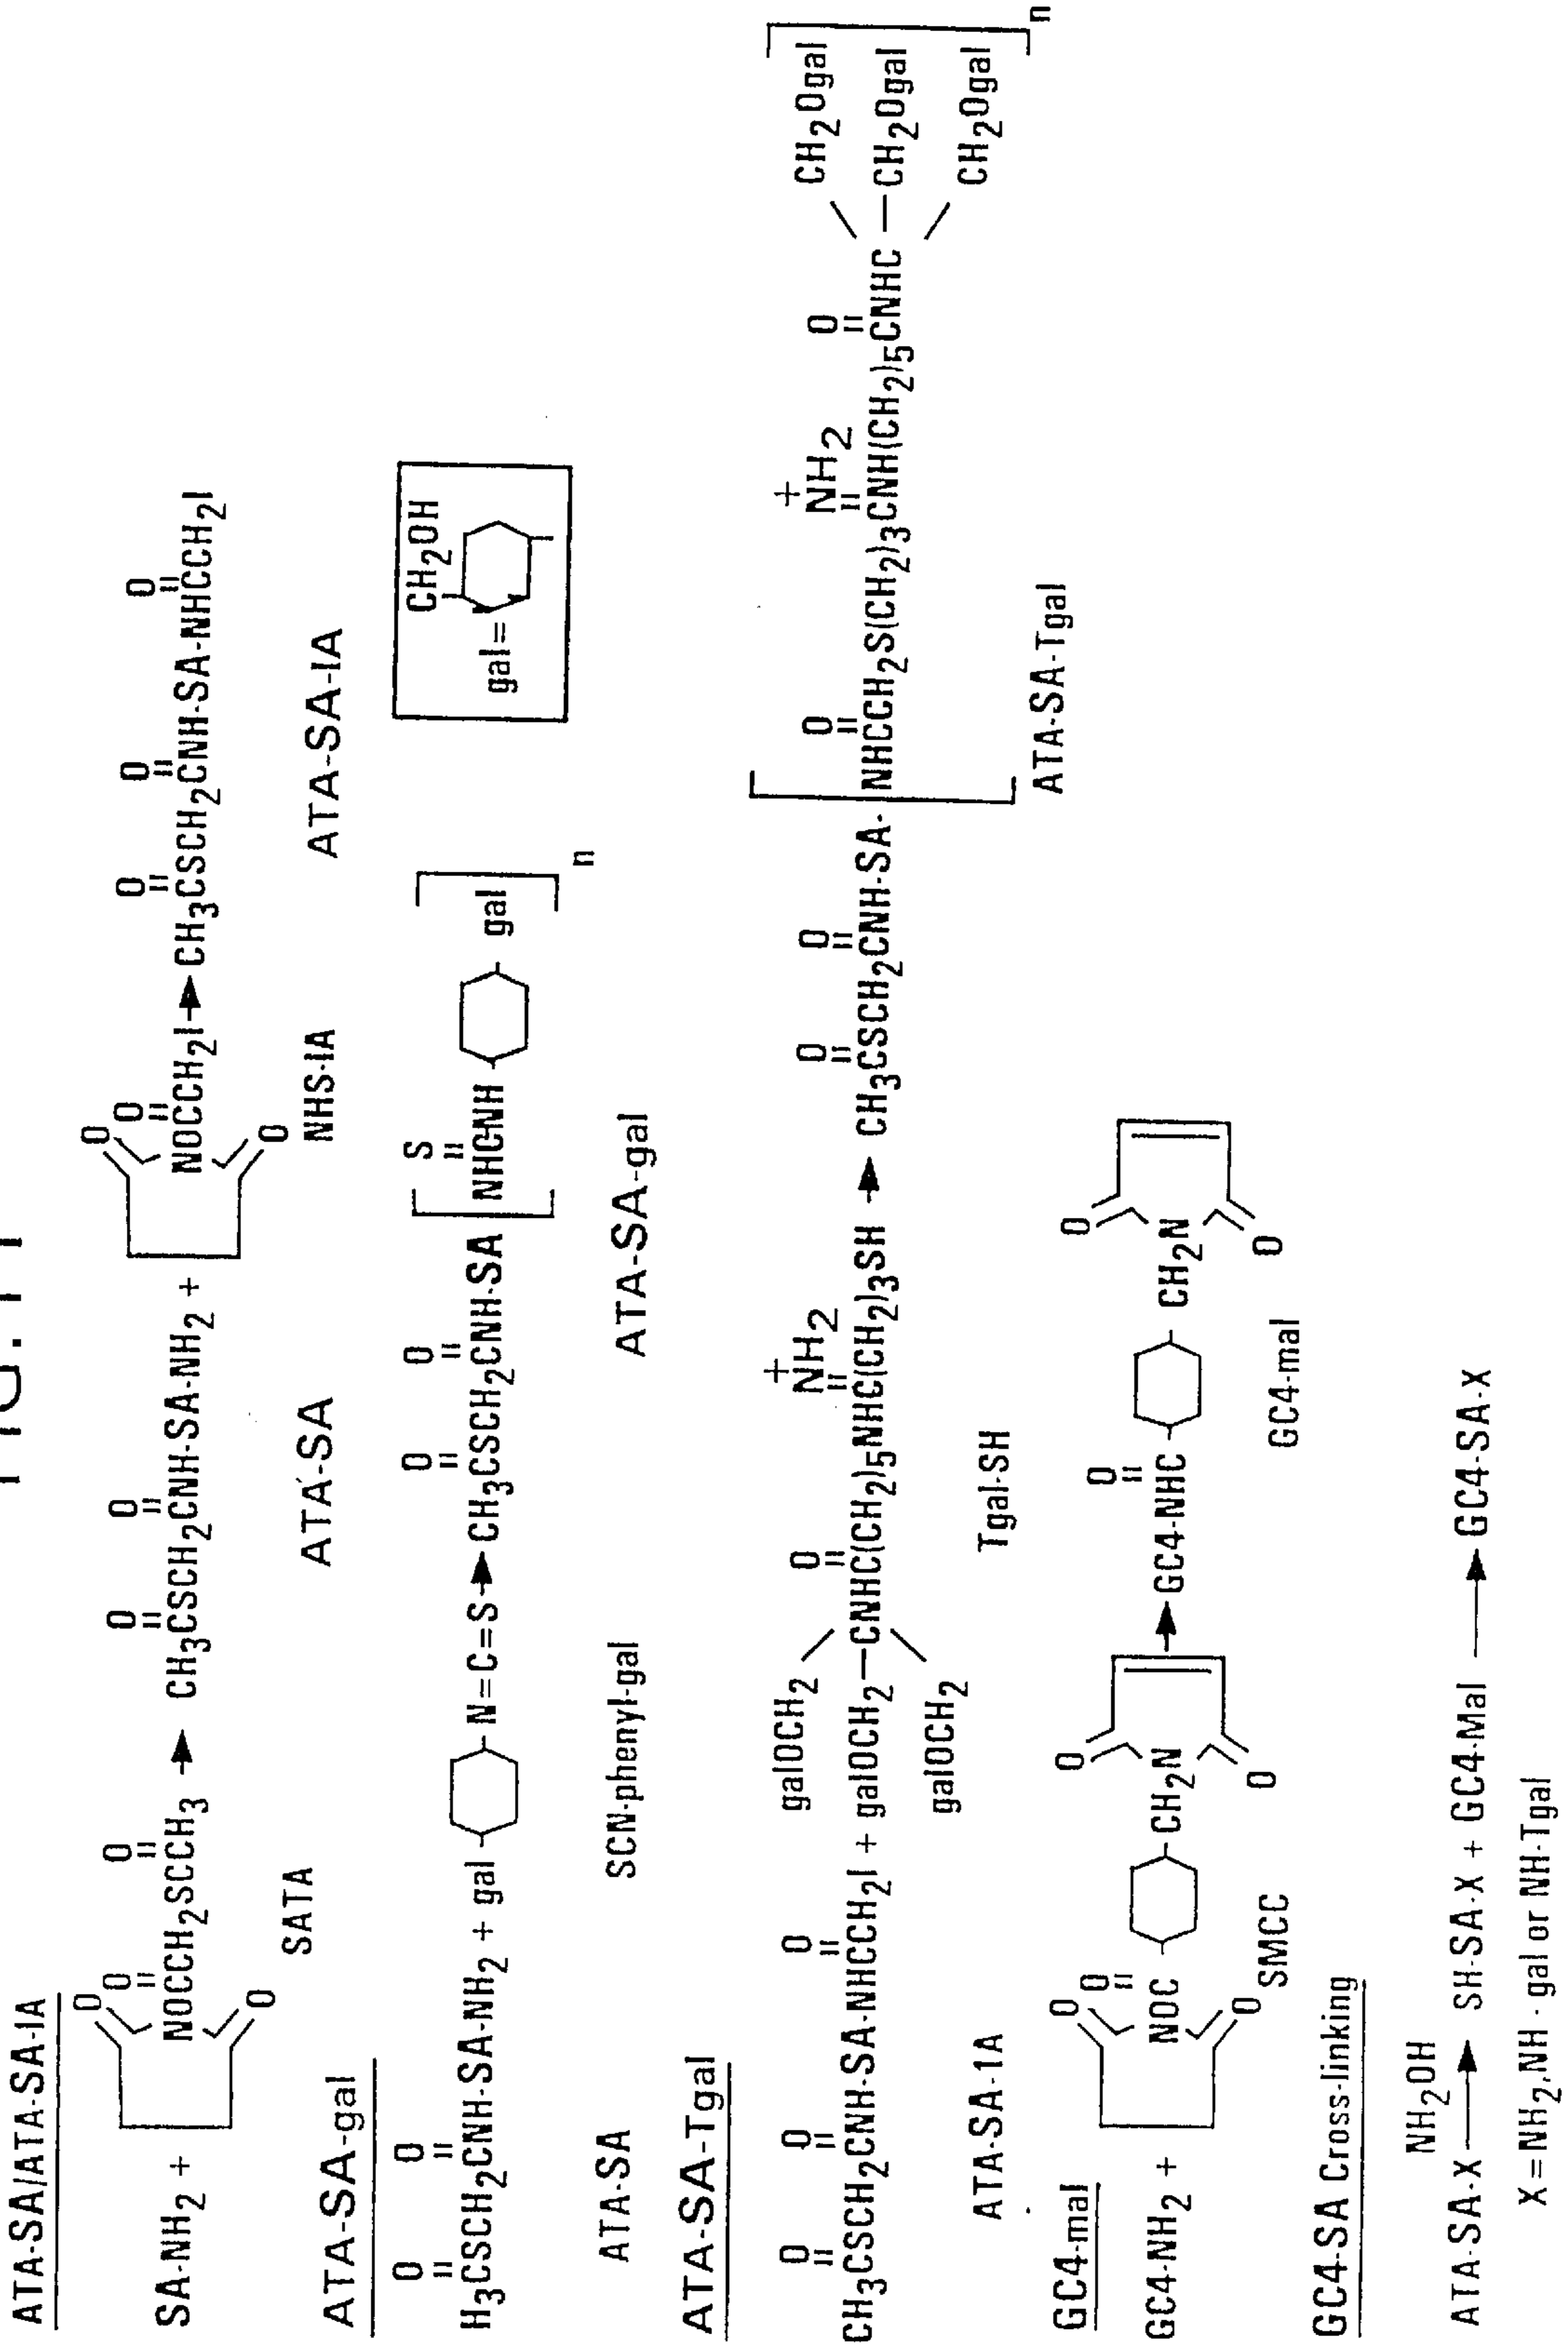 FIG. 11
ATA-SA/ATA-SA-IA
SA-NH2 + NOCCH2SCCH3 → CH3CSCH2CNH-SA-NH2 + NOCCH2I → CH3CSCH2CNH-SA-NHCCH2I
O O O O O O O O O O O O
SATA ATA-SA NHS-IA ATA-SA-IA
ATA-SA-gal
H3CSCH2CNH-SA-NH2 + gal N=C=S → CH3CSCH2CNH-SA [NHCNH gal]n
O O O O S
ATA-SA SCN-phenyl-gal ATA-SA-gal
gal= CH2OH
ATA-SA-Tgal
O O O galOCH2 O +NH2 O O O +NH2 O CH2Ogal
CH3CSCH2CNH-SA-NHCCH2I + galOCH2—CNHC(CH2)5NHC(CH2)3SH → CH3CSCH2CNH-SA-[NHCCH2S(CH2)3CNH(CH2)5CNHC—CH2Ogal]n
galOCH2 CH2Ogal
ATA-SA-1A Tgal-SH ATA-SA-Tgal
GC4-mal
GC4-NH2 + NOC CH2N → GC4-NHC CH2N
O O O O O O O O
SMCC GC4-mal
GC4-SA Cross-linking
NH2OH
ATA-SA-X → SH-SA-X + GC4-Mal → GC4-SA-X
X = NH2,NH - gal or NH-Tgal